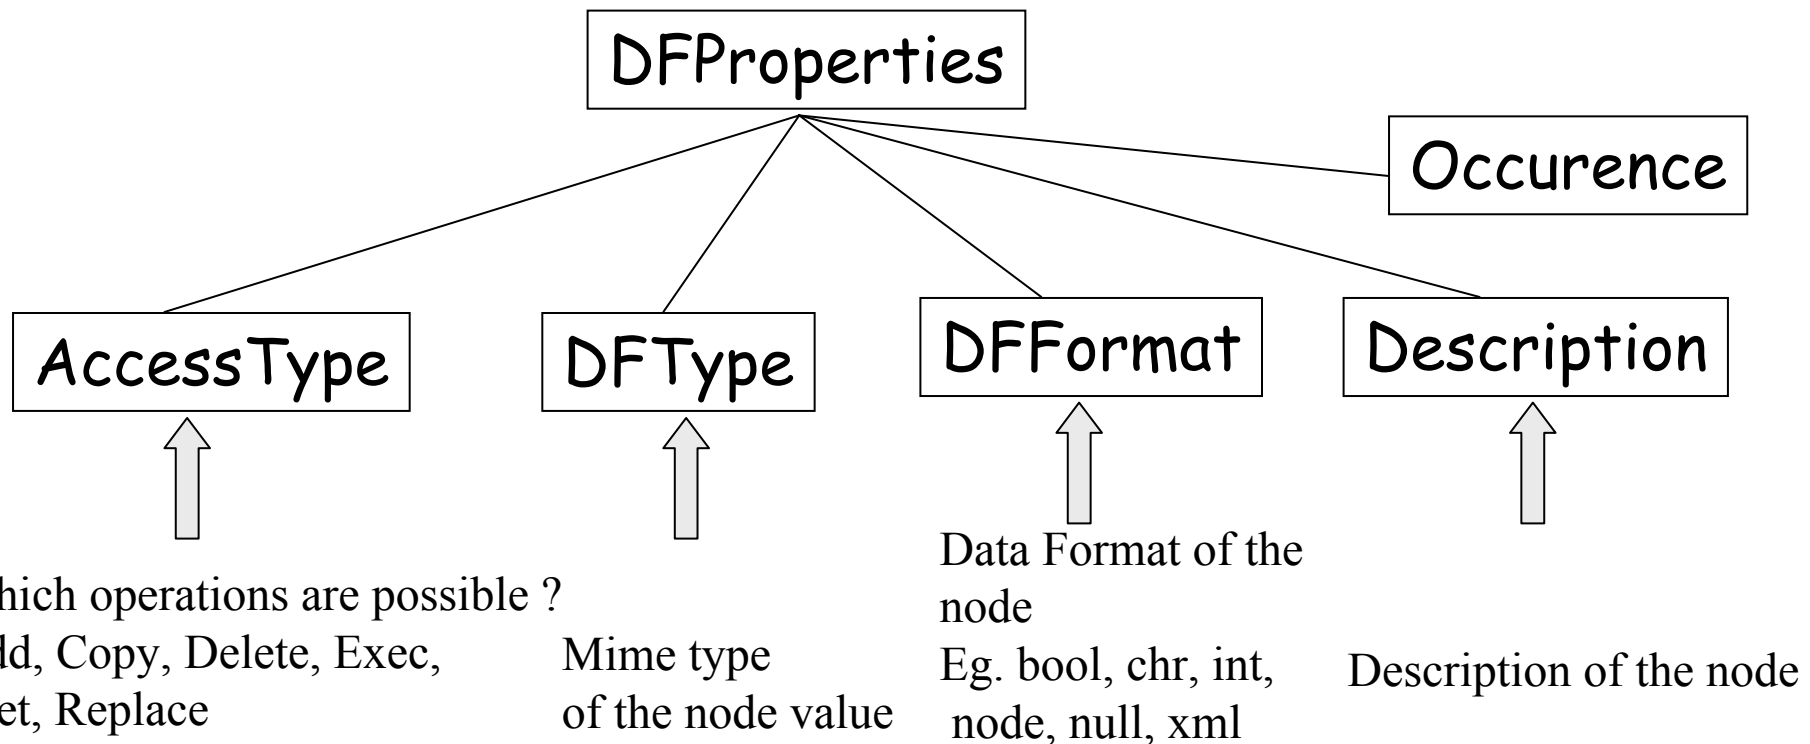 DFProperties
Occurence
AccessType
DFType
DFFormat
Description
hich operations are possible ?
dd, Copy, Delete, Exec,
et, Replace
Mime type
of the node value
Data Format of the
node
Eg. bool, chr, int,
node, null, xml
Description of the node